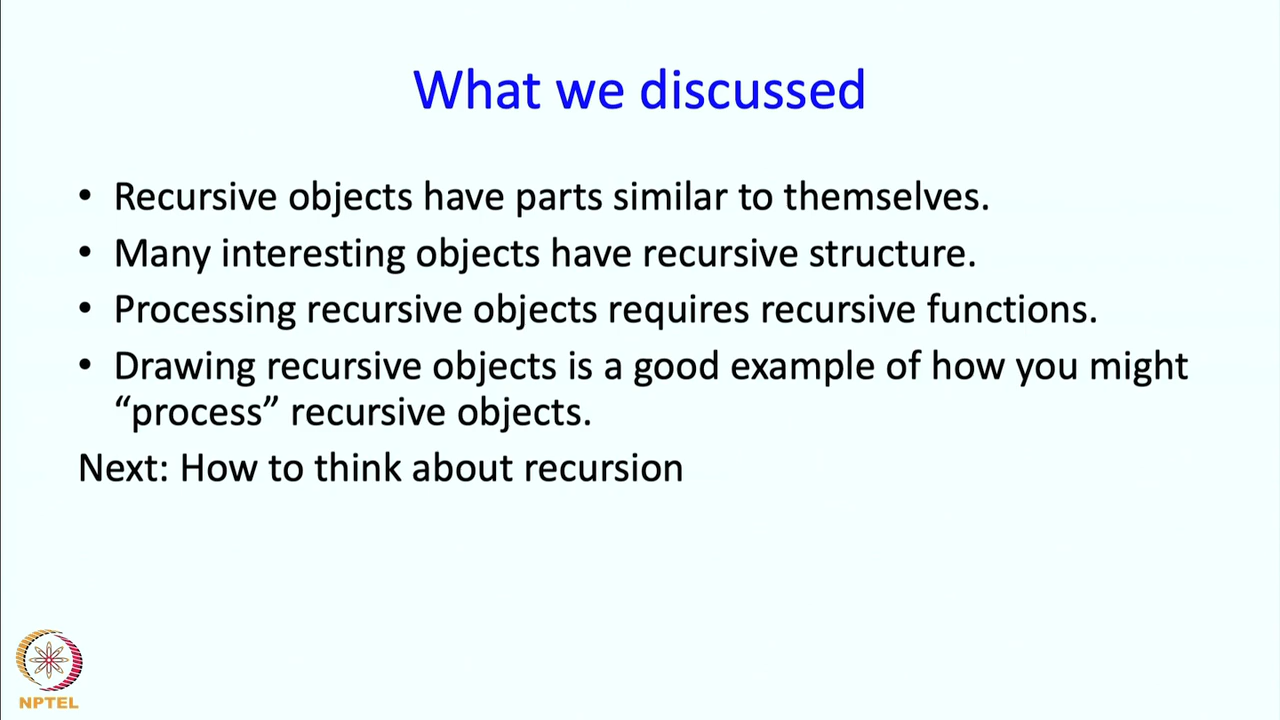 What we discussed
• Recursive objects have parts similar to themselves.
• Many interesting objects have recursive structure.
• Processing recursive objects requires recursive functions.
• Drawing recursive objects is a good example of how you might
“process” recursive objects.
Next: How to think about recursion
NPTEL